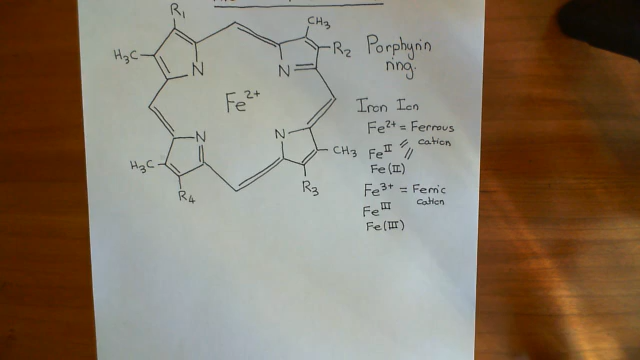 R₁
CH₃
R₂
H₃C
N
N
Porphyrin
ring.
Fe²⁺
N
N
H₃C
CH₃
R₄
R₃
Iron Ion
Fe²⁺ = Ferrous
cation
Feᴵᴵ
Fe(II)
Fe³⁺ = Ferric
cation
Feᴵᴵᴵ
Fe(III)